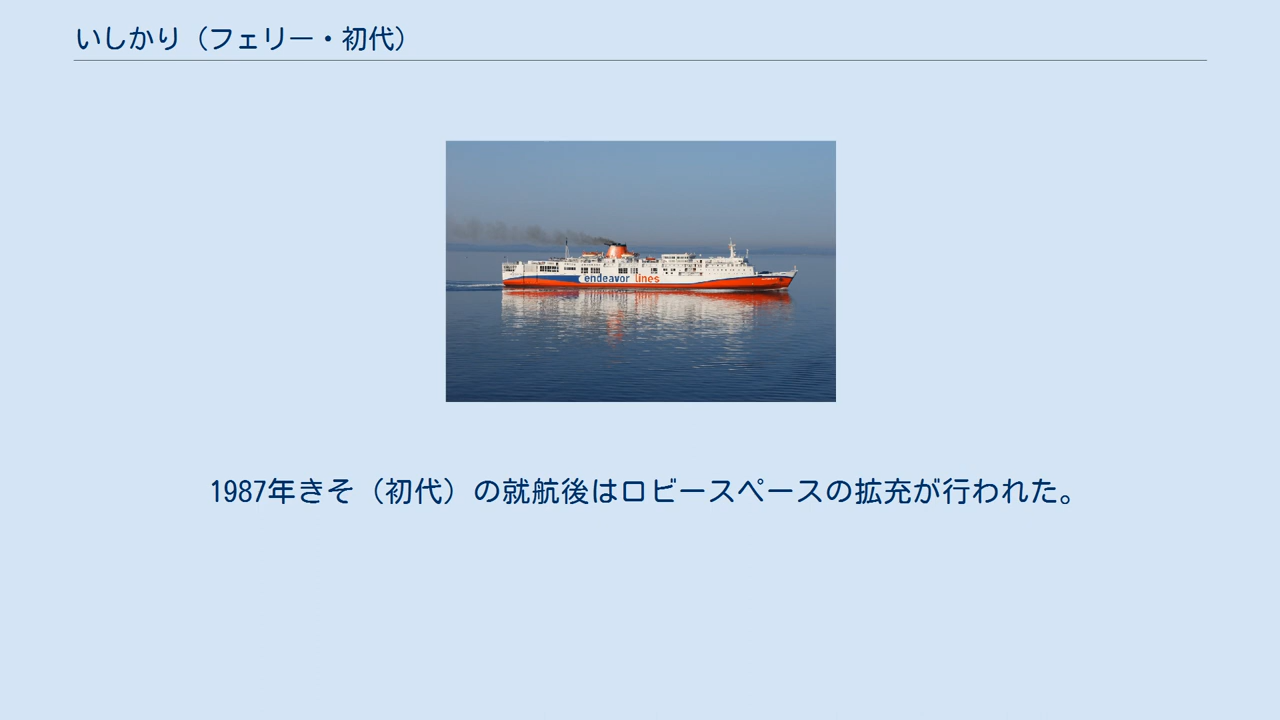 いしかり（フェリー・初代）
endeavor lines
1987年きそ（初代）の就航後はロビースペースの拡充が行われた。